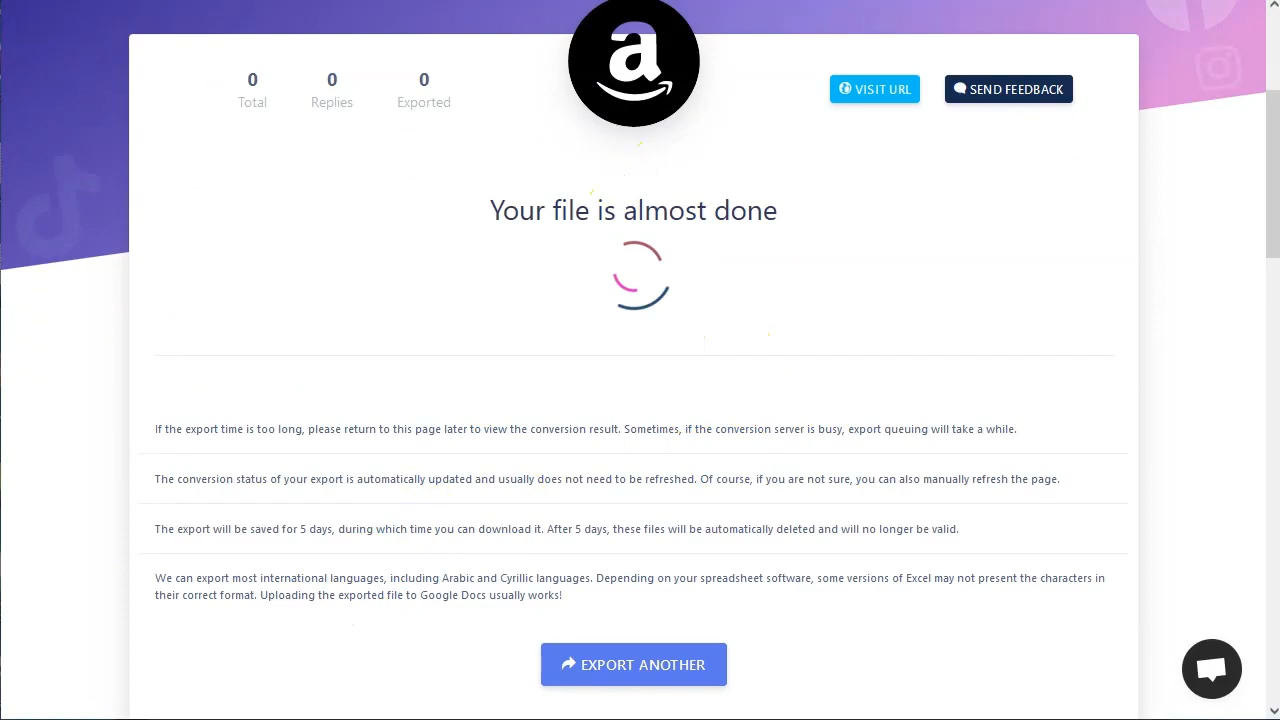 0 0 0
Total Replies Exported
VISIT URL SEND FEEDBACK
Your file is almost done
If the export time is too long, please return to this page later to view the conversion result. Sometimes, if the conversion server is busy, export queuing will take a while.
The conversion status of your export is automatically updated and usually does not need to be refreshed. Of course, if you are not sure, you can also manually refresh the page.
The export will be saved for 5 days, during which time you can download it. After 5 days, these files will be automatically deleted and will no longer be valid.
We can export most international languages, including Arabic and Cyrillic languages. Depending on your spreadsheet software, some versions of Excel may not present the characters in
their correct format. Uploading the exported file to Google Docs usually works!
EXPORT ANOTHER